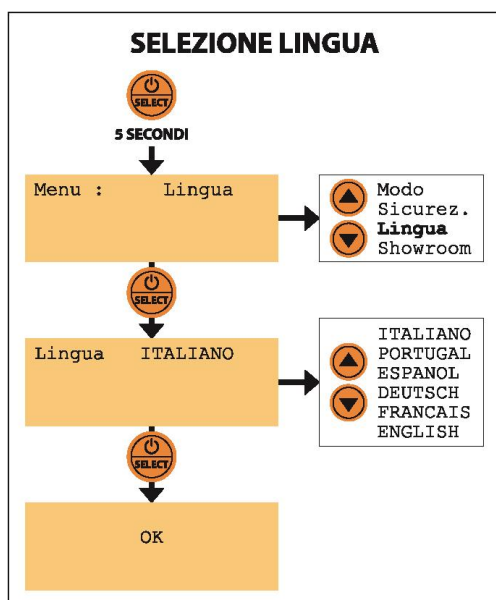 SELEZIONE LINGUA
SELECT
5 SECONDI
Menu : Lingua
Modo
Sicurez.
Lingua
Showroom
SELECT
Lingua ITALIANO
ITALIANO
PORTUGAL
ESPANOL
DEUTSCH
FRANCAIS
ENGLISH
SELECT
OK